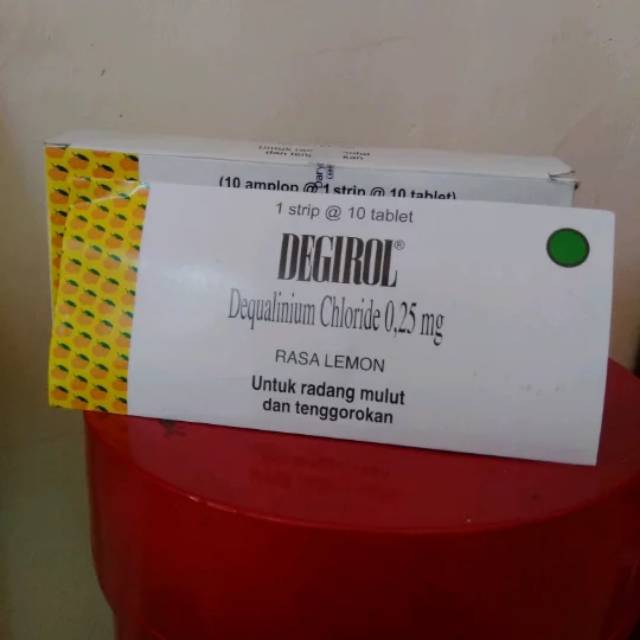 dan
(10 amplop @ 1 strip @ 10 tablet)
1 strip @ 10 tablet
DEGIROL®
Dequalinium Chloride 0,25 mg
RASA LEMON
Untuk radang mulut
dan tenggorokan